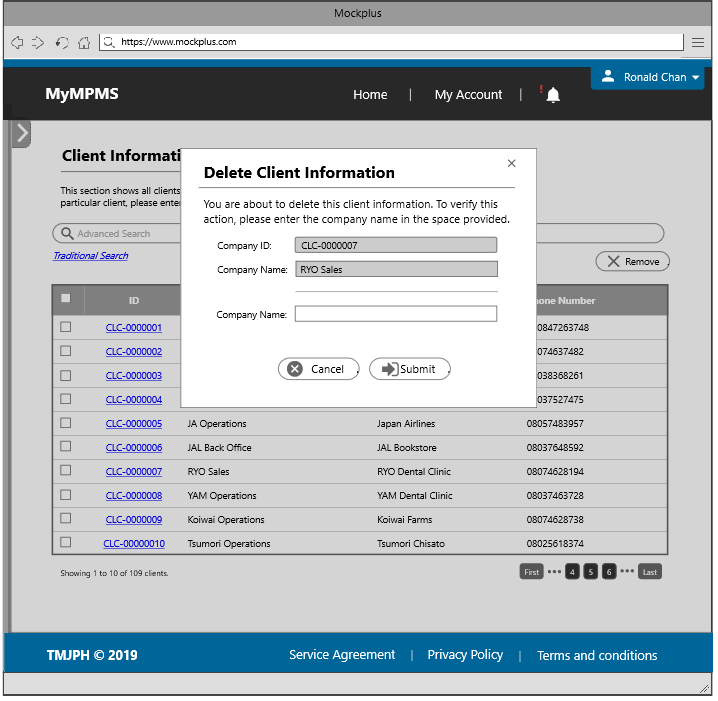 Mockplus
https://www.mockplus.com
Ronald Chan
MyMPMS
Home | My Account | !
Client Informati
Delete Client Information
This section shows all clients
particular client, please ente
You are about to delete this client information. To verify this
action, please enter the company name in the space provided.
Advanced Search
Traditional Search
Company ID: CLC-0000007
Company Name: RYO Sales
Remove
Company Name:
Cancel
Submit
ID
one Number
CLC-0000001 0847263748
CLC-0000002 074637482
CLC-0000003 038368261
CLC-0000004 037527475
CLC-0000005 JA Operations Japan Airlines 08057483957
CLC-0000006 JAL Back Office JAL Bookstore 08037648592
CLC-0000007 RYO Sales RYO Dental Clinic 08074628194
CLC-0000008 YAM Operations YAM Dental Clinic 08037463728
CLC-0000009 Koiwai Operations Koiwai Farms 08074628738
CLC-00000010 Tsumori Operations Tsumori Chisato 08025618374
Showing 1 to 10 of 109 clients.
First ••• 4 5 6 ••• Last
TMJPH © 2019
Service Agreement | Privacy Policy | Terms and conditions